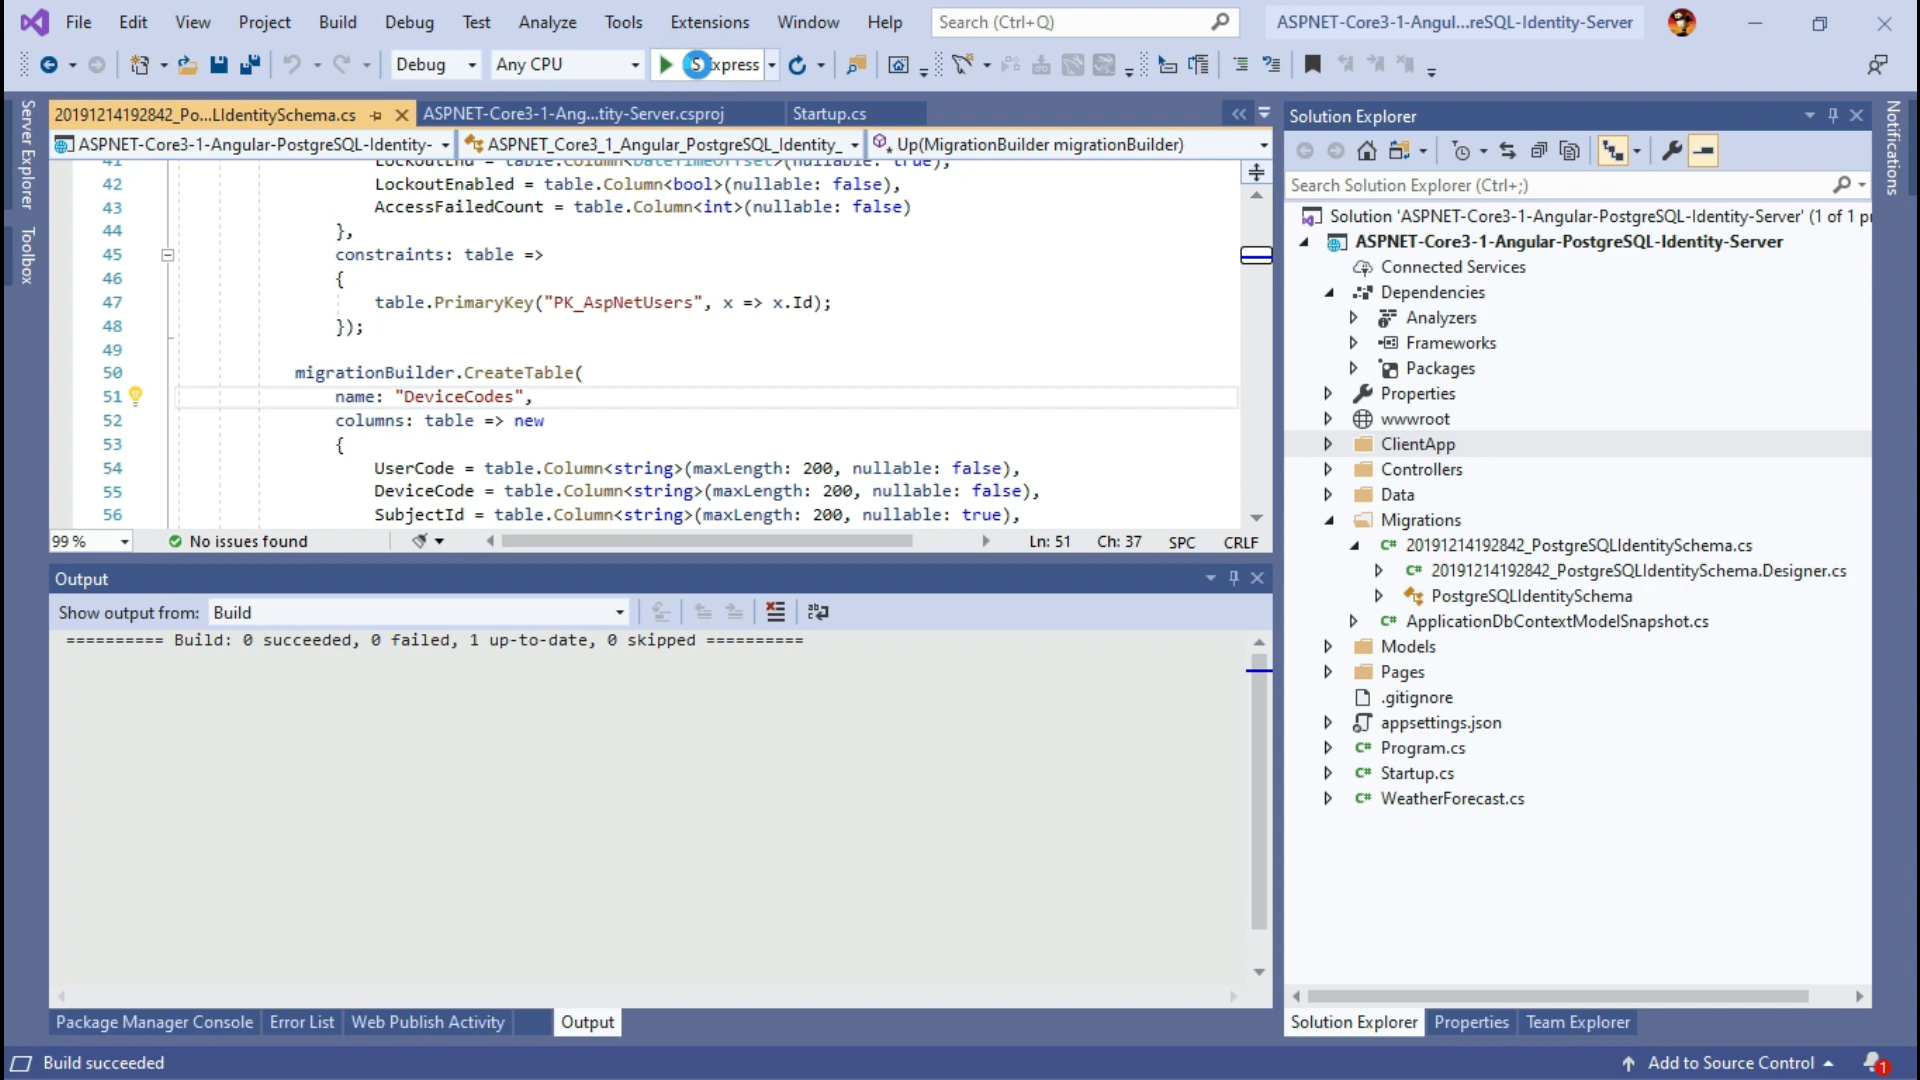 File Edit View Project Build Debug Test Analyze Tools Extensions Window Help Search (Ctrl+Q) ASPNET-Core3-1-Angul...reSQL-Identity-Server
Debug Any CPU S xpress
Server Explorer
Toolbox
20191214192842_Po...LIdentitySchema.cs ASPNET-Core3-1-Ang...tity-Server.csproj Startup.cs
ASPNET-Core3-1-Angular-PostgreSQL-Identity- ASPNET_Core3_1_Angular_PostgreSQL_Identity_ Up(MigrationBuilder migrationBuilder)
41 LockoutEnd = table.Column<DateTimeOffset>(nullable: true),
42 LockoutEnabled = table.Column<bool>(nullable: false),
43 AccessFailedCount = table.Column<int>(nullable: false)
44 },
45 constraints: table =>
46 {
47 table.PrimaryKey("PK_AspNetUsers", x => x.Id);
48 });
49
50 migrationBuilder.CreateTable(
51 name: "DeviceCodes",
52 columns: table => new
53 {
54 UserCode = table.Column<string>(maxLength: 200, nullable: false),
55 DeviceCode = table.Column<string>(maxLength: 200, nullable: false),
56 SubjectId = table.Column<string>(maxLength: 200, nullable: true),
99 % No issues found Ln: 51 Ch: 37 SPC CRLF
Output
Show output from: Build
========== Build: 0 succeeded, 0 failed, 1 up-to-date, 0 skipped ==========
Package Manager Console Error List Web Publish Activity Output
Solution Explorer
Search Solution Explorer (Ctrl+;)
Solution 'ASPNET-Core3-1-Angular-PostgreSQL-Identity-Server' (1 of 1 pr
ASPNET-Core3-1-Angular-PostgreSQL-Identity-Server
Connected Services
Dependencies
Analyzers
Frameworks
Packages
Properties
wwwroot
ClientApp
Controllers
Data
Migrations
C# 20191214192842_PostgreSQLIdentitySchema.cs
C# 20191214192842_PostgreSQLIdentitySchema.Designer.cs
PostgreSQLIdentitySchema
C# ApplicationDbContextModelSnapshot.cs
Models
Pages
.gitignore
appsettings.json
C# Program.cs
C# Startup.cs
C# WeatherForecast.cs
Solution Explorer Properties Team Explorer
Notifications
Build succeeded Add to Source Control 1